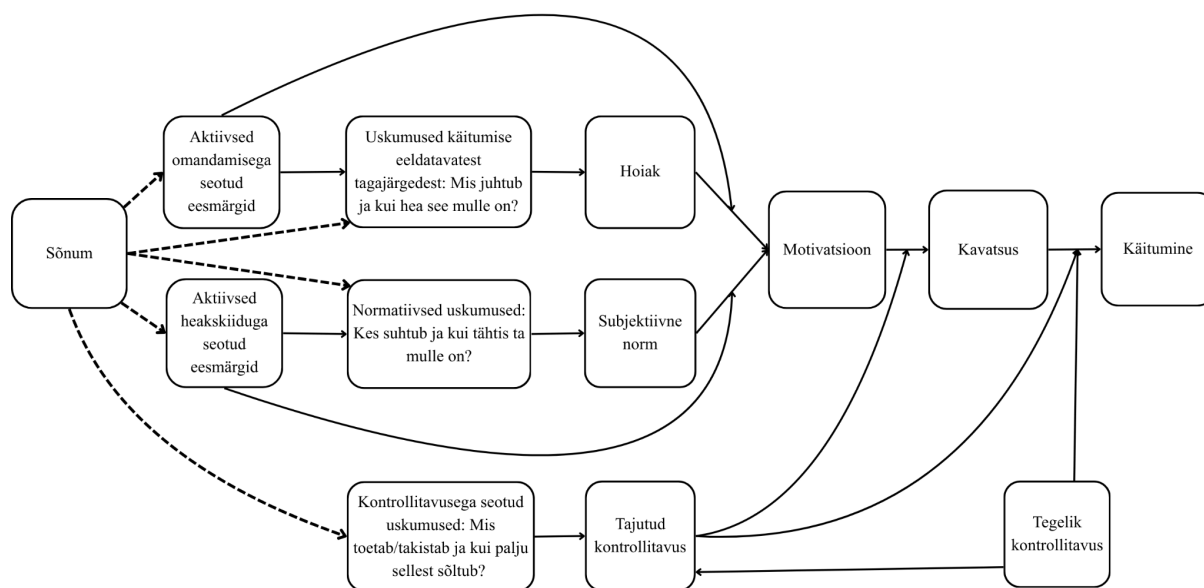 Sõnum
Aktiivsed
omandamisega
seotud
eesmärgid
Uskumused käitumise
eeldatavatest
tagajärgedest: Mis juhtub
ja kui hea see mulle on?
Hoiak
Aktiivsed
heakskiiduga
seotud
eesmärgid
Normatiivsed uskumused:
Kes suhtub ja kui tähtis ta
mulle on?
Subjektiivne
norm
Motivatsioon
Kavatsus
Käitumine
Kontrollitavusega seotud
uskumused: Mis
toetab/takistab ja kui palju
sellest sõltub?
Tajutud
kontrollitavus
Tegelik
kontrollitavus